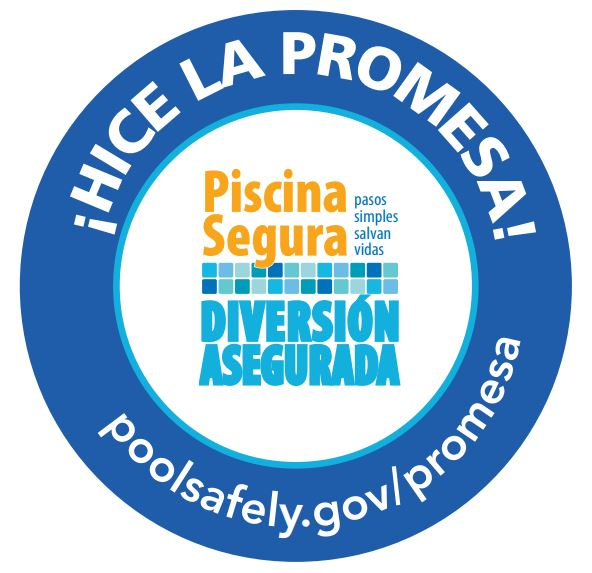 ¡HICE LA PROMESA!
Piscina
Segura
pasos
simples
salvan
vidas
DIVERSIÓN
ASEGURADA
poolsafely.gov/promesa